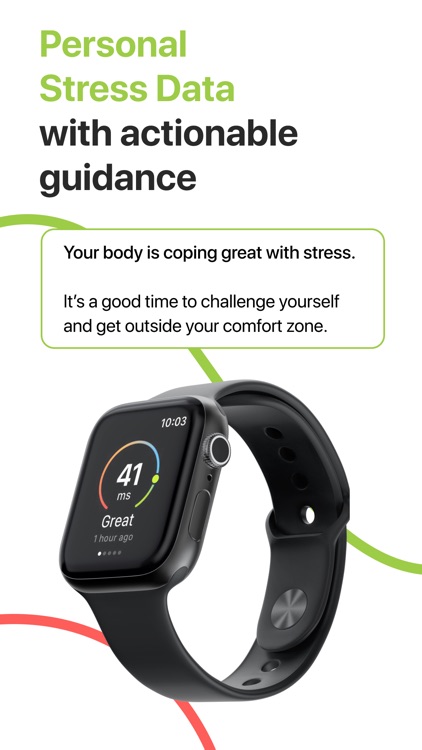 Personal
Stress Data
with actionable
guidance
Your body is coping great with stress.
It’s a good time to challenge yourself
and get outside your comfort zone.
10:03
41
ms
Great
1 hour ago